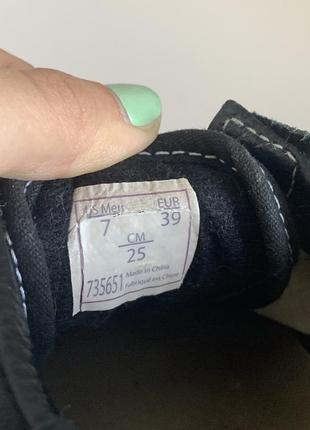 US Men EUR
7 39
CM
25
735651 Made in China
Fabriqué en Chine